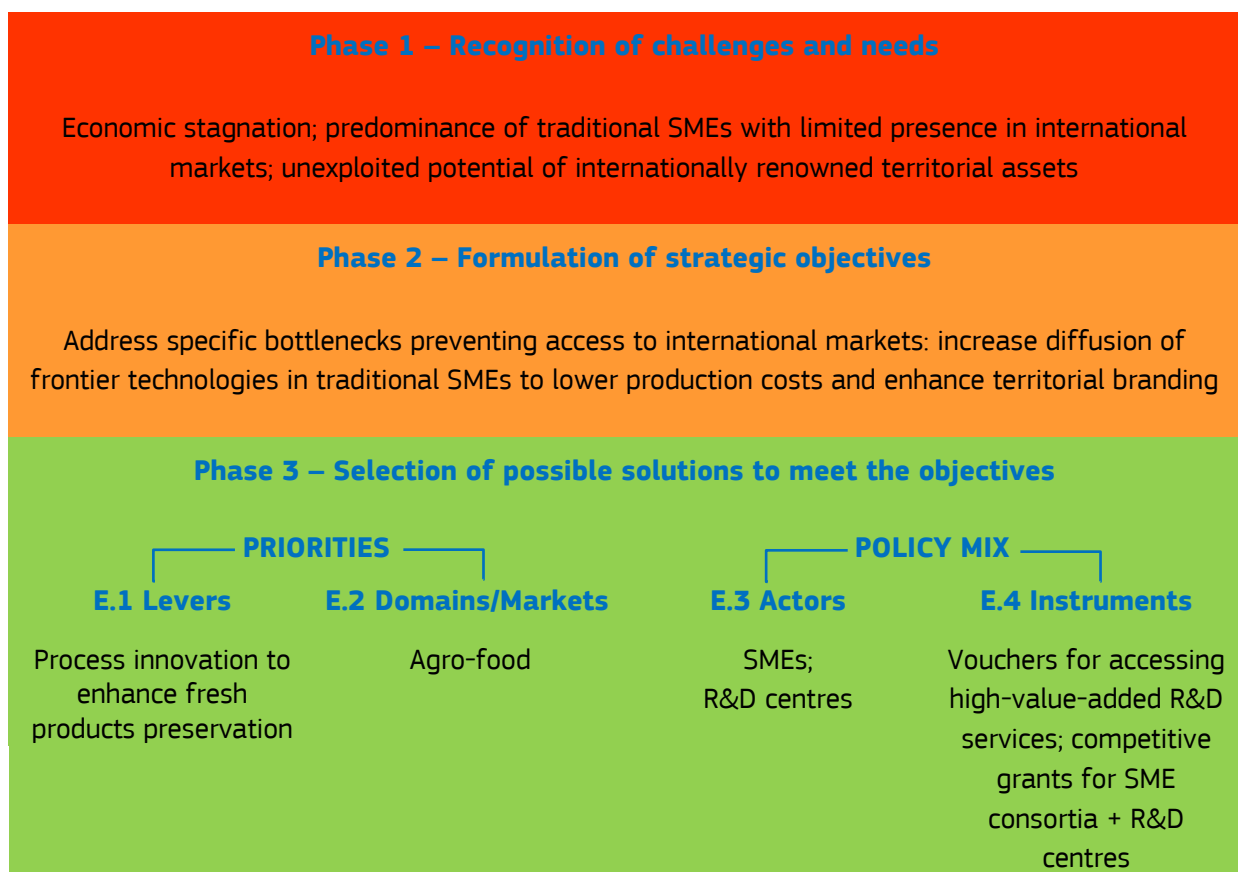 Phase 1 – Recognition of challenges and needs
Economic stagnation; predominance of traditional SMEs with limited presence in international
markets; unexploited potential of internationally renowned territorial assets
Phase 2 – Formulation of strategic objectives
Address specific bottlenecks preventing access to international markets: increase diffusion of
frontier technologies in traditional SMEs to lower production costs and enhance territorial branding
Phase 3 – Selection of possible solutions to meet the objectives
PRIORITIES
E.1 Levers
Process innovation to
enhance fresh
products preservation
E.2 Domains/Markets
Agro-food
POLICY MIX
E.3 Actors
SMEs;
R&D centres
E.4 Instruments
Vouchers for accessing
high-value-added R&D
services; competitive
grants for SME
consortia + R&D
centres